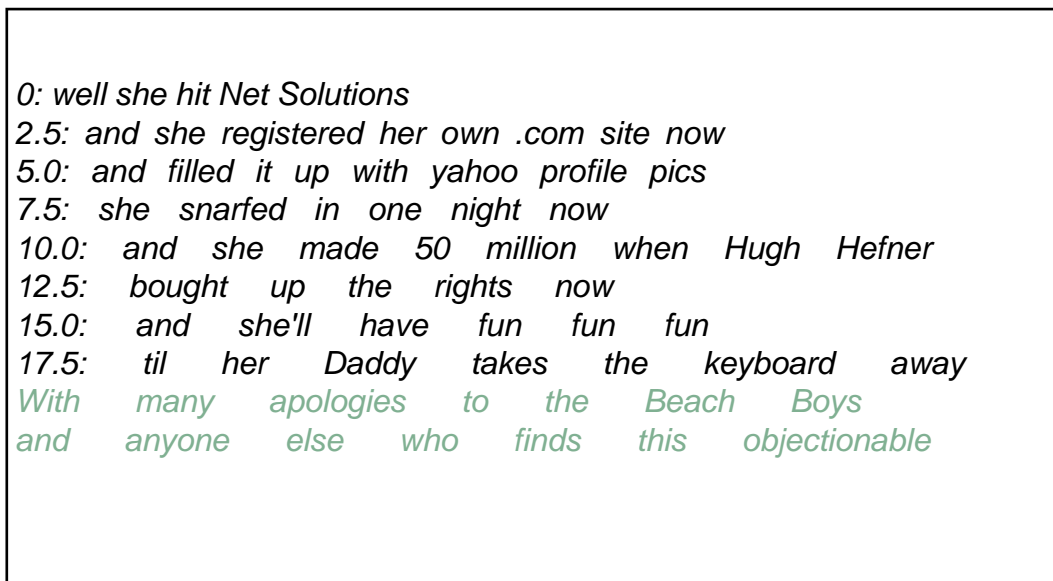 0: well she hit Net Solutions
2.5: and she registered her own .com site now
5.0: and filled it up with yahoo profile pics
7.5: she snarfed in one night now
10.0: and she made 50 million when Hugh Hefner
12.5: bought up the rights now
15.0: and she'll have fun fun fun
17.5: til her Daddy takes the keyboard away
With many apologies to the Beach Boys
and anyone else who finds this objectionable